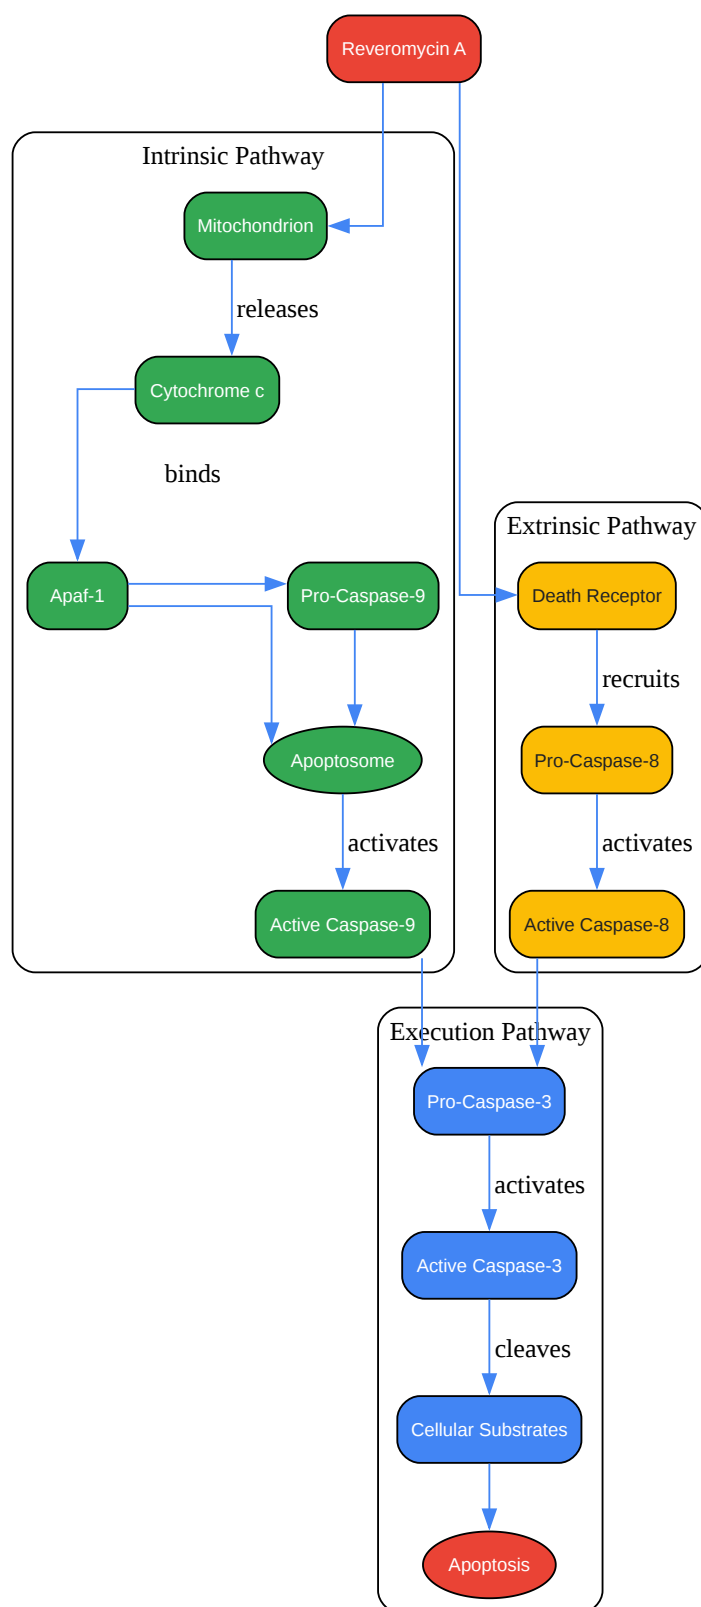 Reveromycin A
Intrinsic Pathway
Mitochondrion
releases
Cytochrome c
binds
Apaf-1
Pro-Caspase-9
Apoptosome
activates
Active Caspase-9
Extrinsic Pathway
Death Receptor
recruits
Pro-Caspase-8
activates
Active Caspase-8
Execution Pathway
Pro-Caspase-3
activates
Active Caspase-3
cleaves
Cellular Substrates
Apoptosis